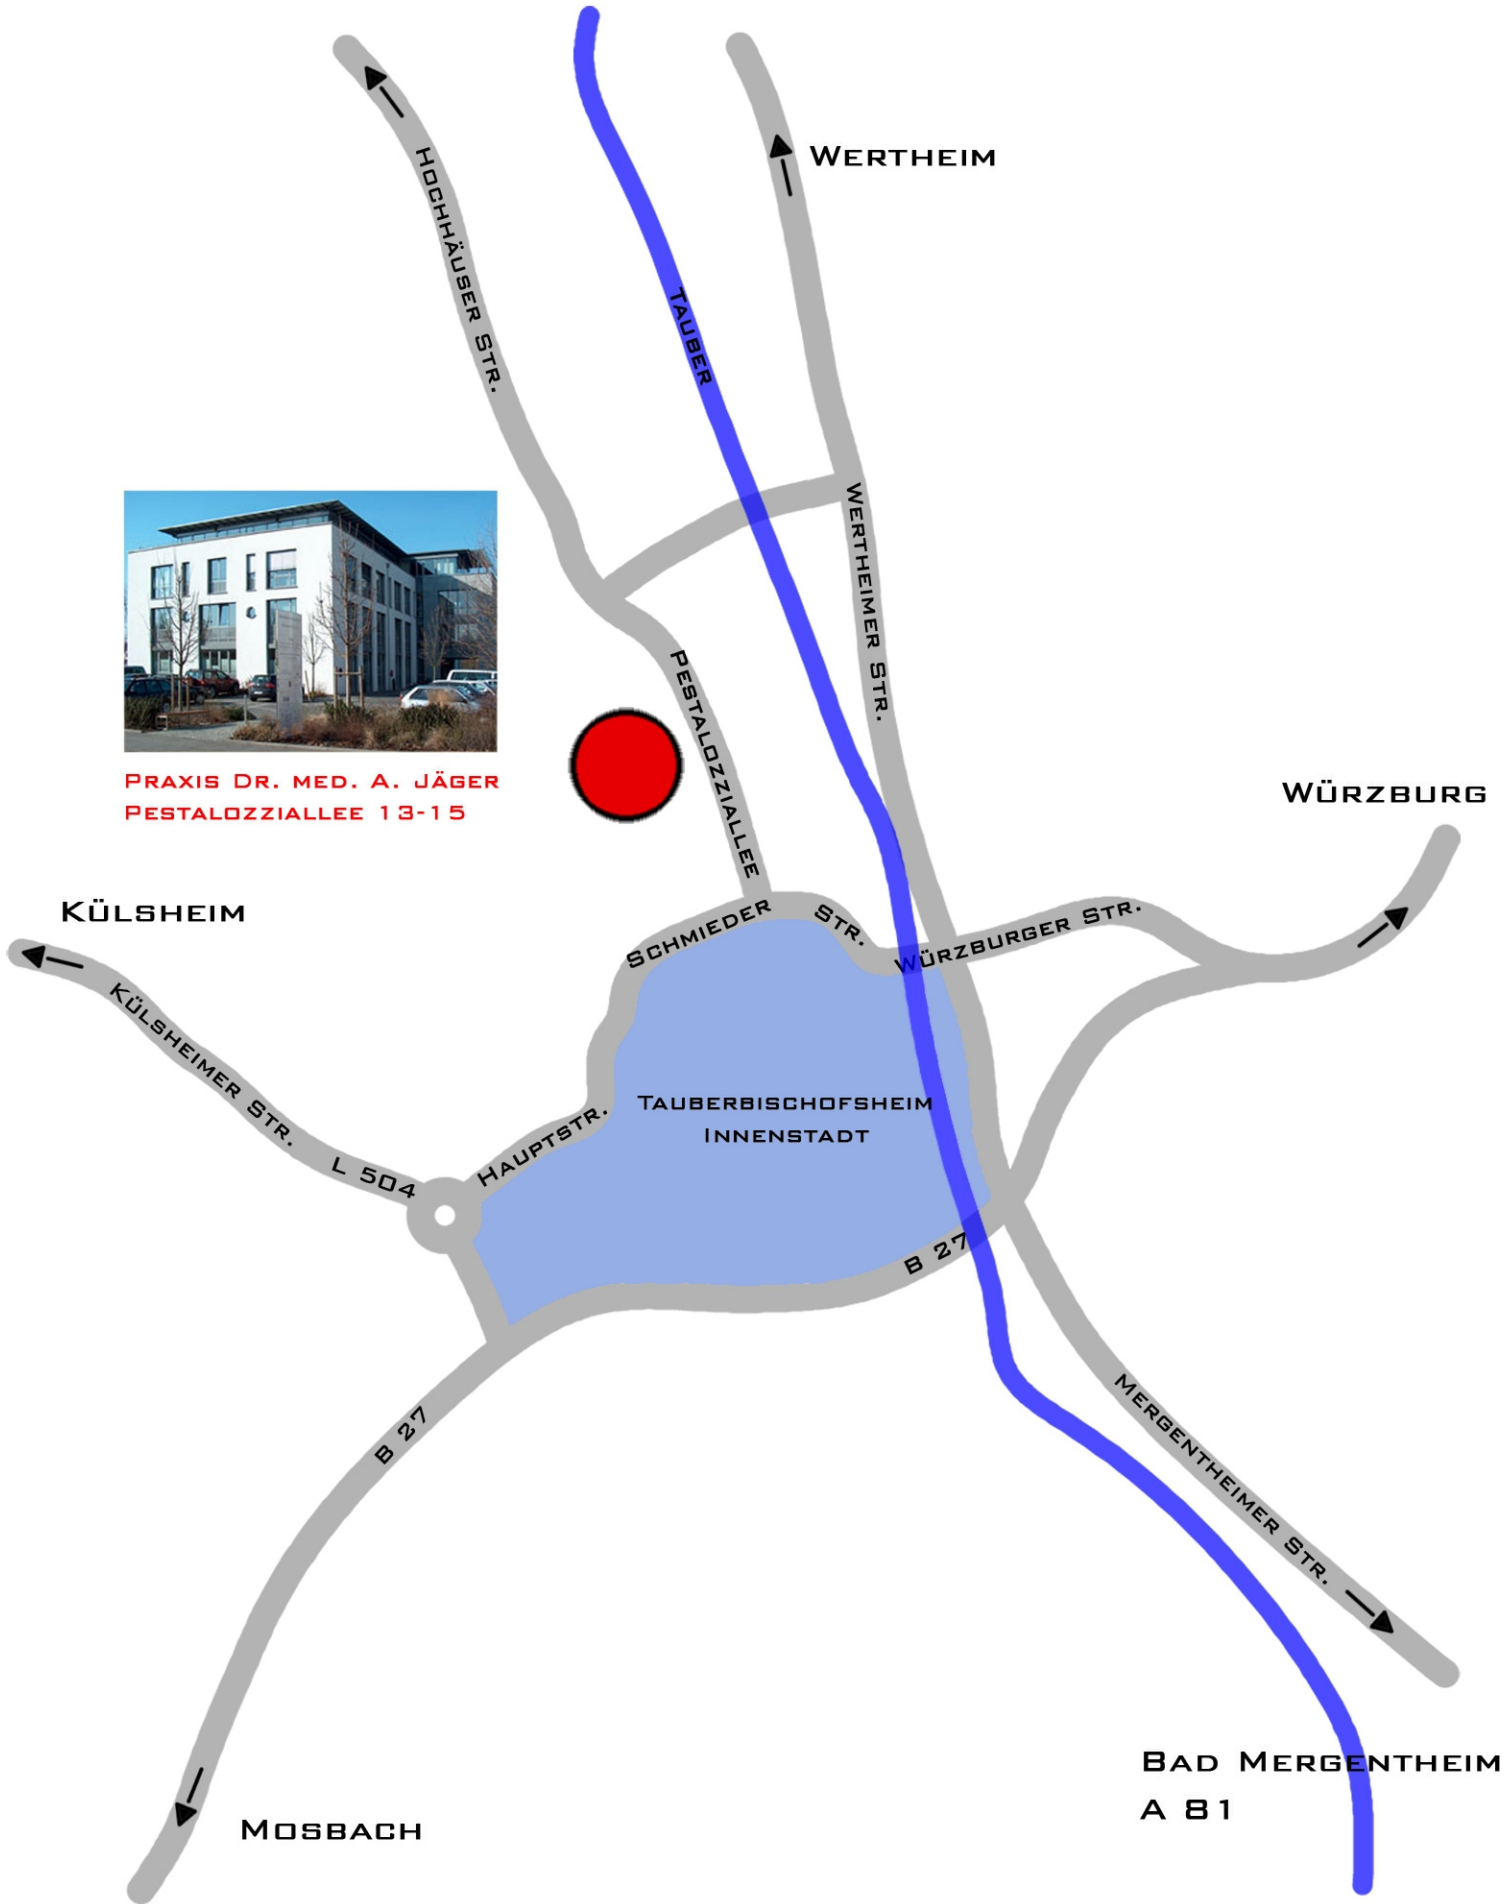 Hochhäuser Str.
Tauber
Wertheim
Wertheimer Str.
Pestalozziallee
Praxis Dr. med. A. Jäger
Pestalozziallee 13-15
Würzburg
Külsheim
Schmieder Str.
Würzburger Str.
Külsheimer Str.
L 504
Hauptstr.
Tauberbischofsheim
Innenstadt
B 27
B 27
Mergentheimer Str.
Bad Mergentheim
A 81
Mosbach